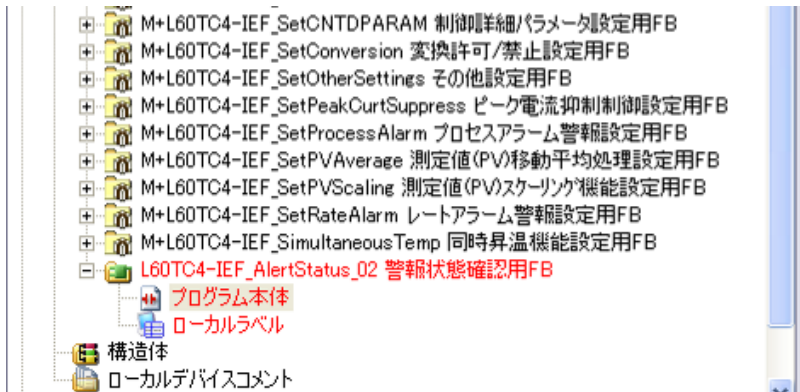 M+L60TC4-IEF_SetCNTDPARAM 制御詳細パラメータ設定用FB
M+L60TC4-IEF_SetConversion 変換許可/禁止設定用FB
M+L60TC4-IEF_SetOtherSettings その他設定用FB
M+L60TC4-IEF_SetPeakCurtSuppress ピーク電流抑制制御設定用FB
M+L60TC4-IEF_SetProcessAlarm プロセスアラーム警報設定用FB
M+L60TC4-IEF_SetPVAverage 測定値(PV)移動平均処理設定用FB
M+L60TC4-IEF_SetPVScaling 測定値(PV)スケーリング機能設定用FB
M+L60TC4-IEF_SetRateAlarm レートアラーム警報設定用FB
M+L60TC4-IEF_SimultaneousTemp 同時昇温機能設定用FB
L60TC4-IEF_AlertStatus_02 警報状態確認用FB
プログラム本体
ローカルラベル
構造体
ローカルデバイスコメント